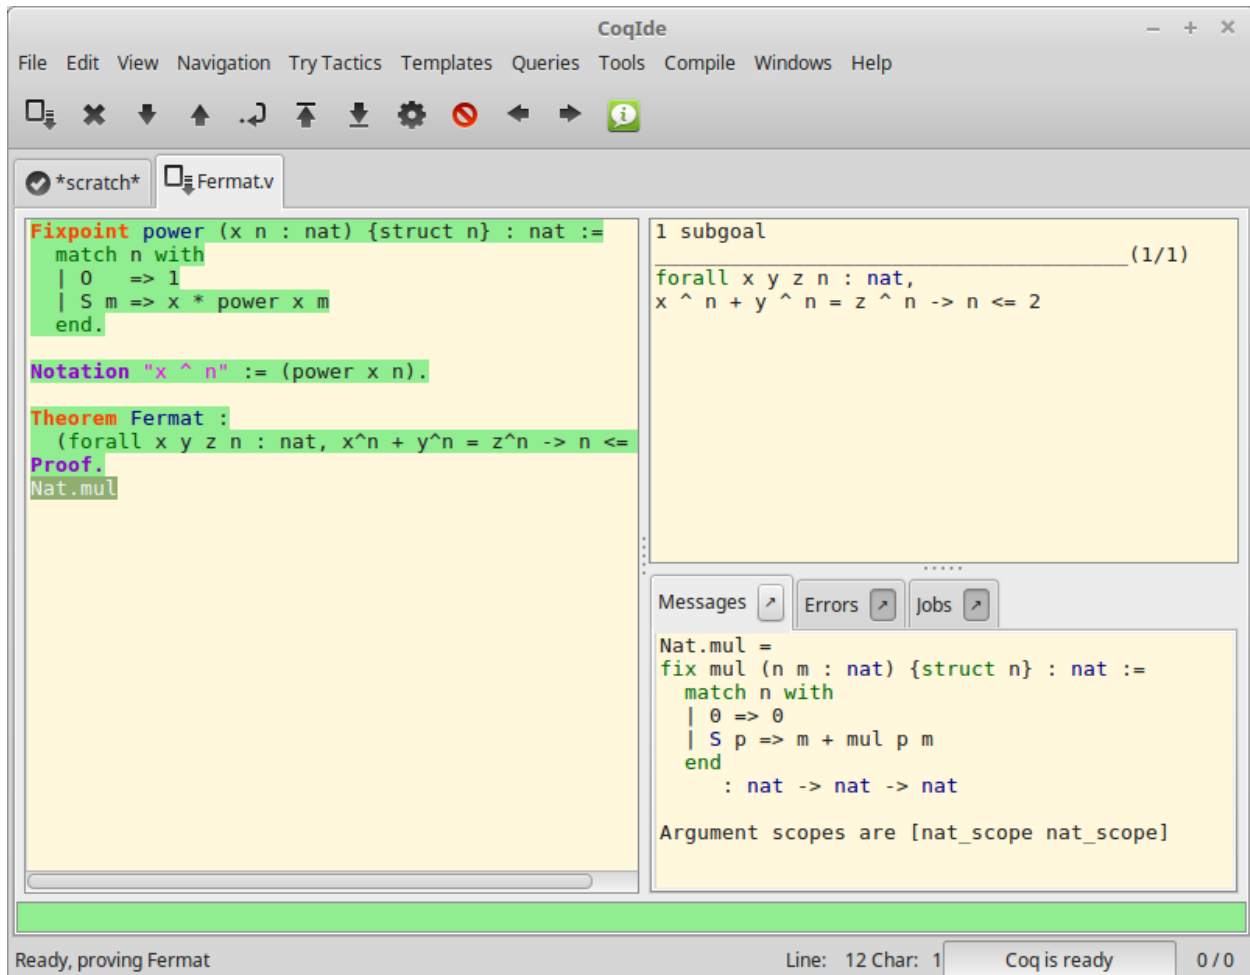 CoqIde
File Edit View Navigation Try Tactics Templates Queries Tools Compile Windows Help
*scratch* Fermat.v
Fixpoint power (x n : nat) {struct n} : nat :=
  match n with
  | O   => 1
  | S m => x * power x m
  end.
Notation "x ^ n" := (power x n).
Theorem Fermat :
  (forall x y z n : nat, x^n + y^n = z^n -> n <=
Proof.
Nat.mul
1 subgoal
______________________________________(1/1)
forall x y z n : nat,
x ^ n + y ^ n = z ^ n -> n <= 2
Messages Errors Jobs
Nat.mul =
fix mul (n m : nat) {struct n} : nat :=
  match n with
  | 0 => 0
  | S p => m + mul p m
  end
     : nat -> nat -> nat
Argument scopes are [nat_scope nat_scope]
Ready, proving Fermat Line: 12 Char: 1 Coq is ready 0 / 0